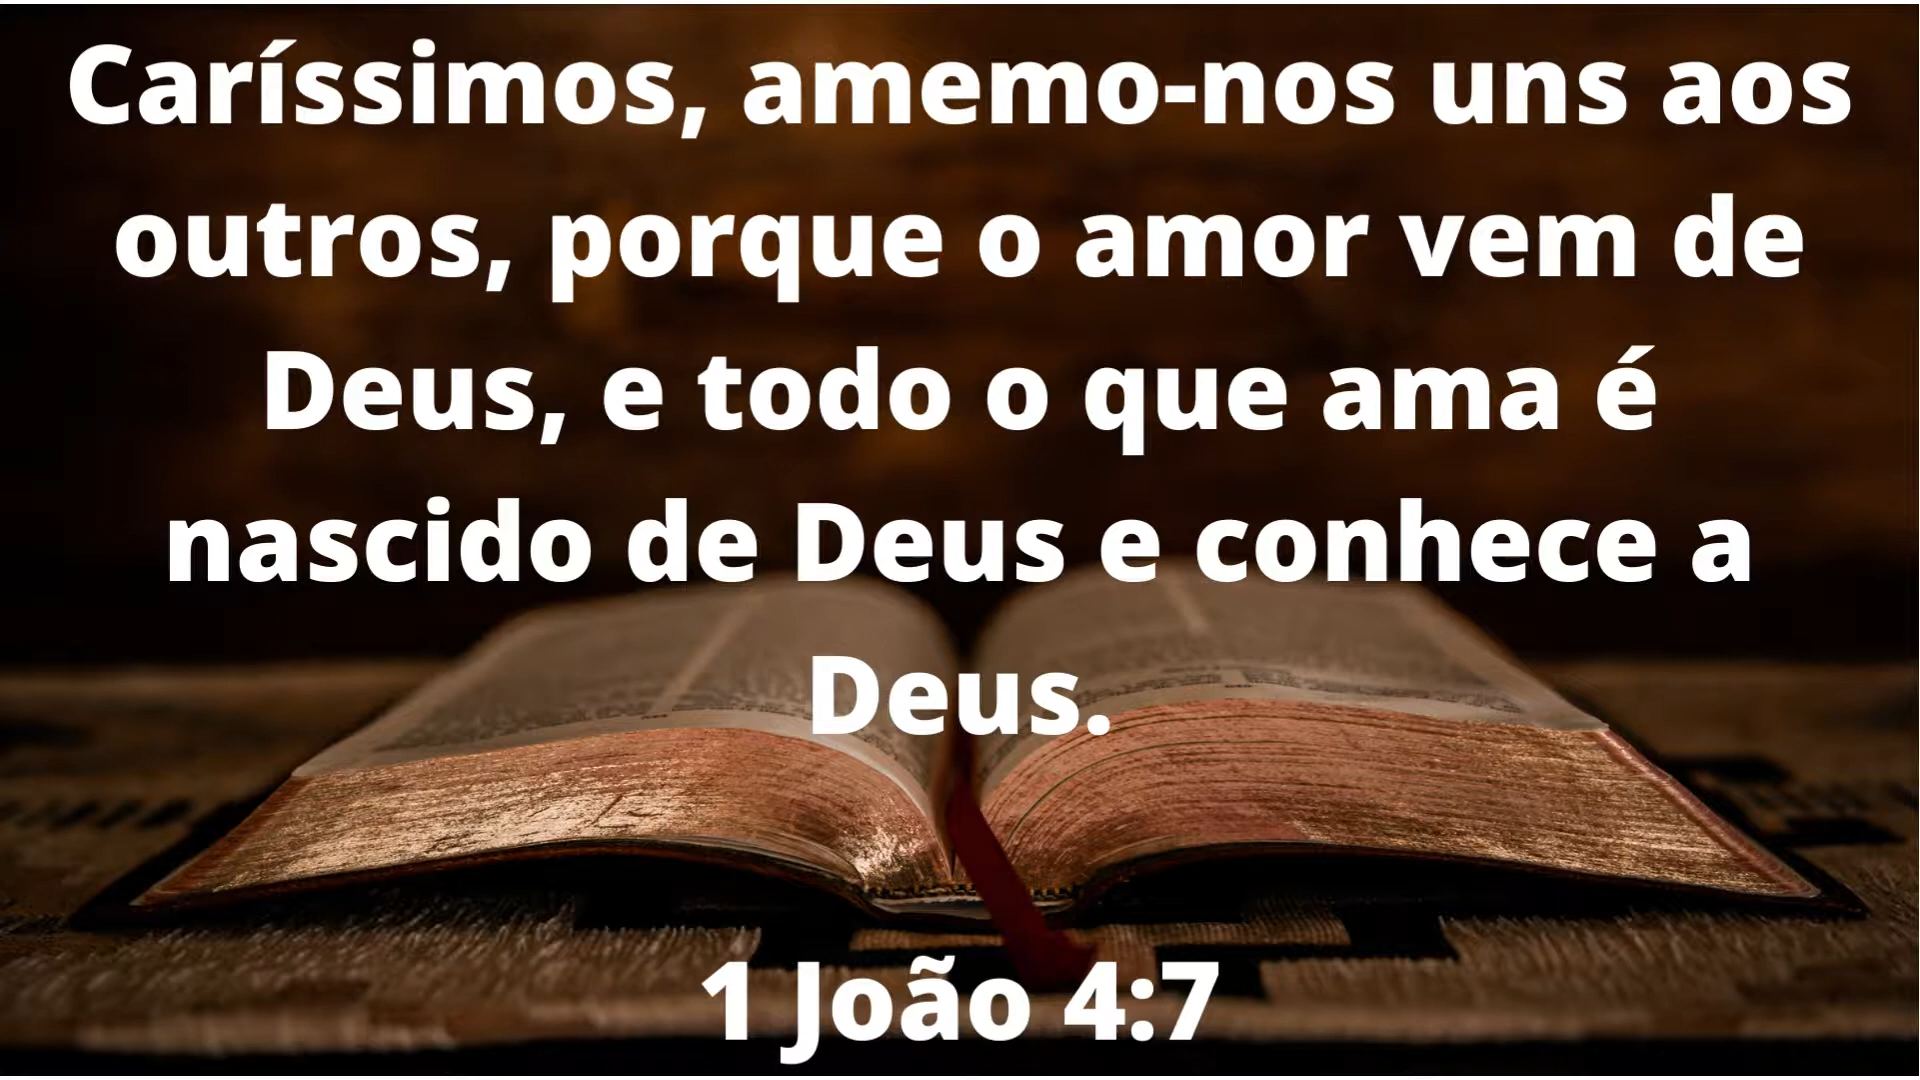 Caríssimos, amemo-nos uns aos
outros, porque o amor vem de
Deus, e todo o que ama é
nascido de Deus e conhece a
Deus.
1 João 4:7